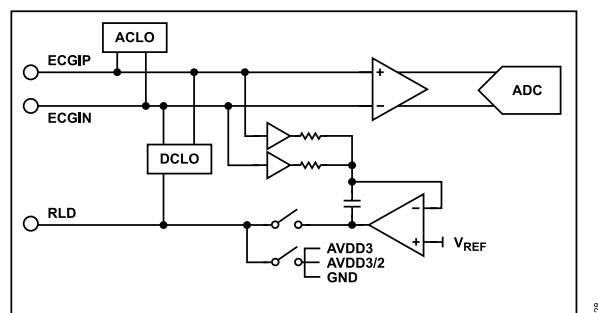 ACLO
ECGIP
ECGIN
+
−
ADC
DCLO
RLD
−
+
VREF
AVDD3
AVDD3/2
GND